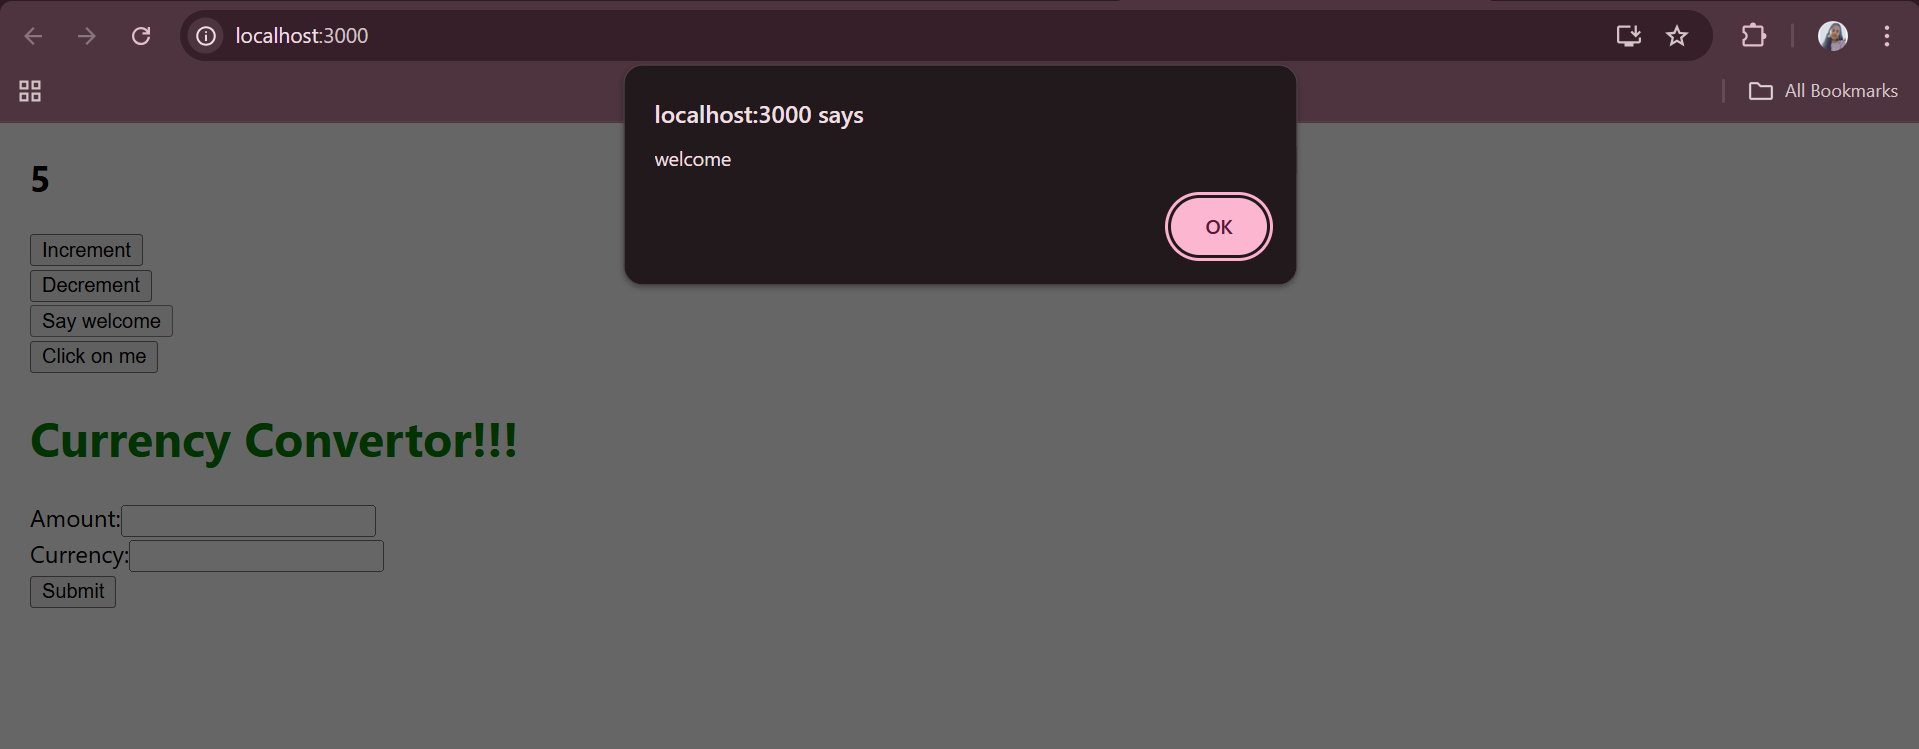 localhost:3000
All Bookmarks
localhost:3000 says
welcome
OK
5
Increment
Decrement
Say welcome
Click on me
Currency Convertor!!!
Amount:
Currency:
Submit